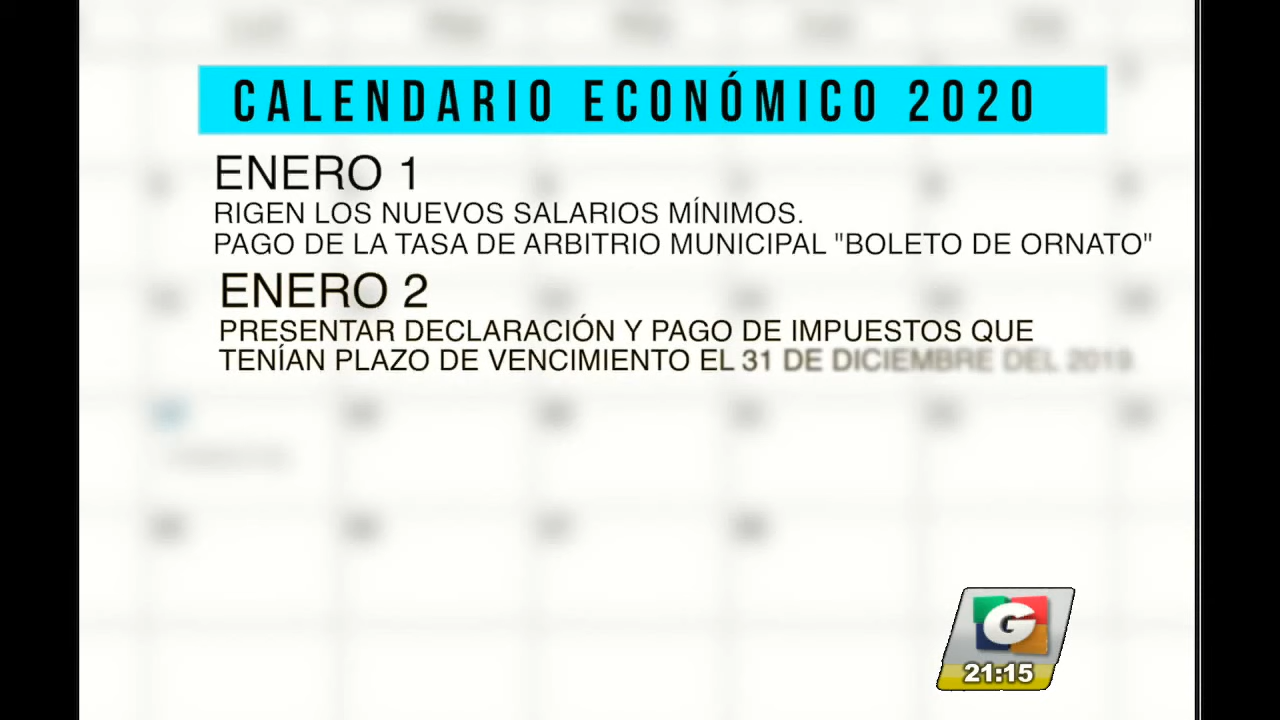 CALENDARIO ECONÓMICO 2020
ENERO 1
RIGEN LOS NUEVOS SALARIOS MÍNIMOS.
PAGO DE LA TASA DE ARBITRIO MUNICIPAL "BOLETO DE ORNATO"
ENERO 2
PRESENTAR DECLARACIÓN Y PAGO DE IMPUESTOS QUE
TENÍAN PLAZO DE VENCIMIENTO EL 31 DE DICIEMBRE DEL 2019
G
21:15